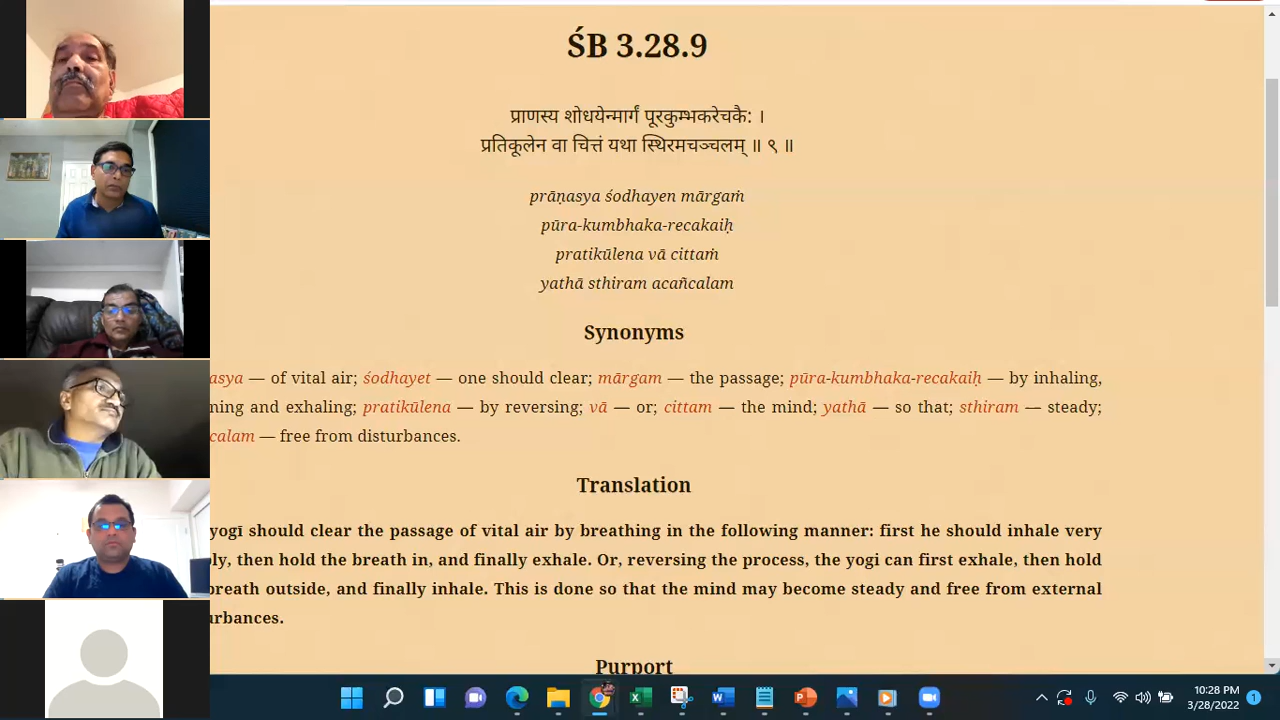 ŚB 3.28.9
प्राणस्य शोधयेन्मार्गं पूरकुम्भकरेचकै: ।
प्रतिकूलेन वा चित्तं यथा स्थिरमचञ्चलम् ॥ ९ ॥
prāṇasya śodhayen mārgaṁ
pūra-kumbhaka-recakaiḥ
pratikūlena vā cittaṁ
yathā sthiram acañcalam
Synonyms
asya — of vital air; śodhayet — one should clear; mārgam — the passage; pūra-kumbhaka-recakaiḥ — by inhaling,
ning and exhaling; pratikūlena — by reversing; vā — or; cittam — the mind; yathā — so that; sthiram — steady;
calam — free from disturbances.
Translation
yogī should clear the passage of vital air by breathing in the following manner: first he should inhale very
ly, then hold the breath in, and finally exhale. Or, reversing the process, the yogi can first exhale, then hold
breath outside, and finally inhale. This is done so that the mind may become steady and free from external
urbances.
Purport
10:28 PM
3/28/2022
1